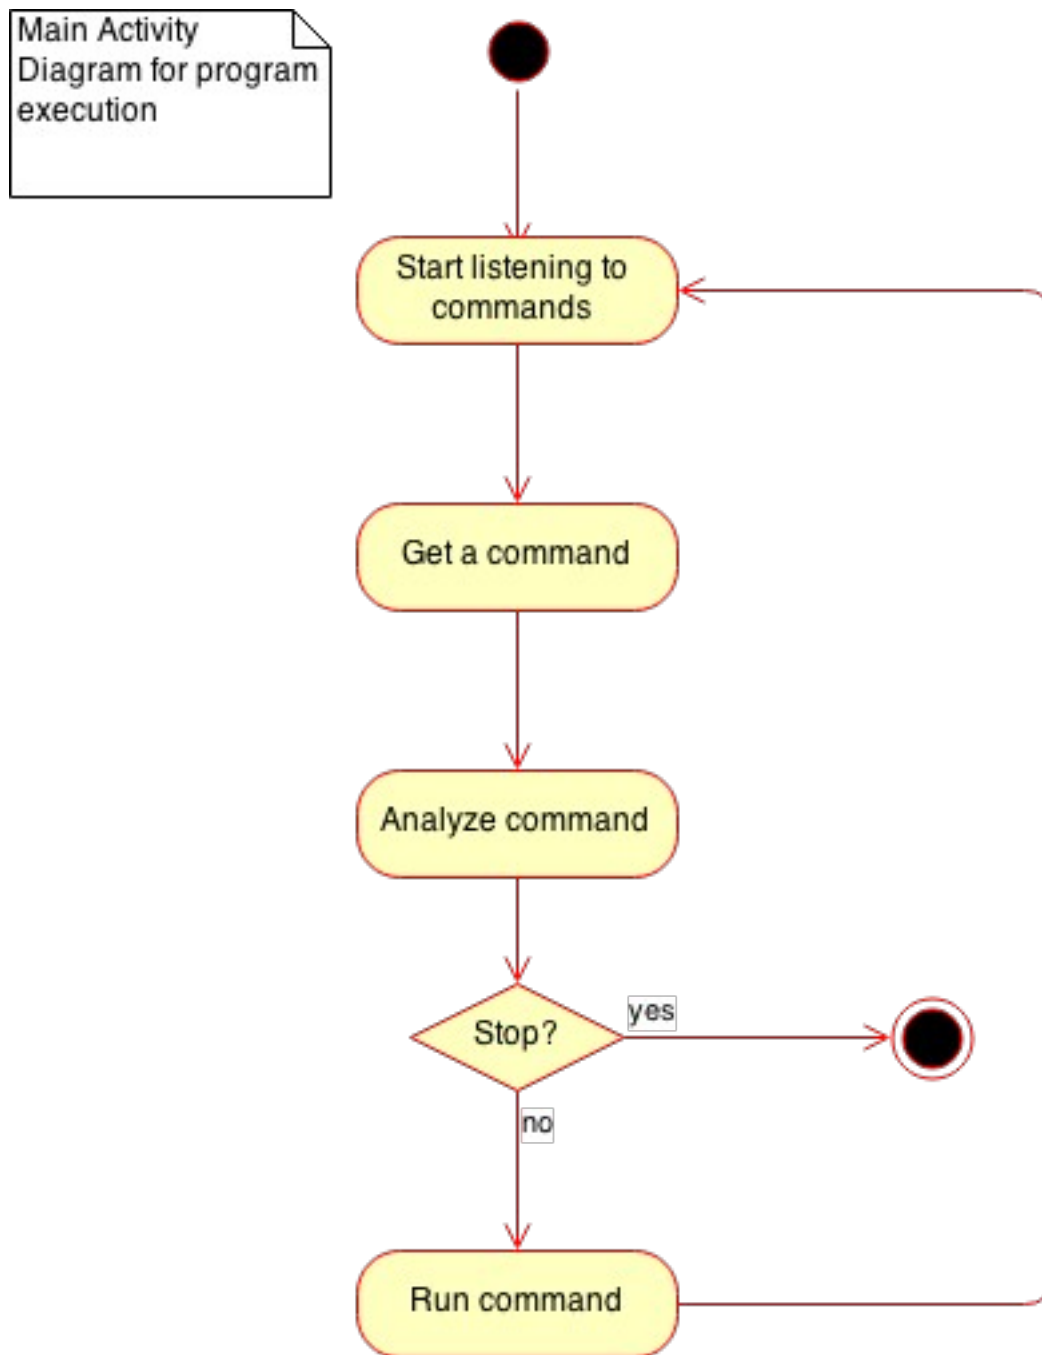 Main Activity
Diagram for program
execution
Start listening to
commands
Get a command
Analyze command
Stop?
yes
no
Run command